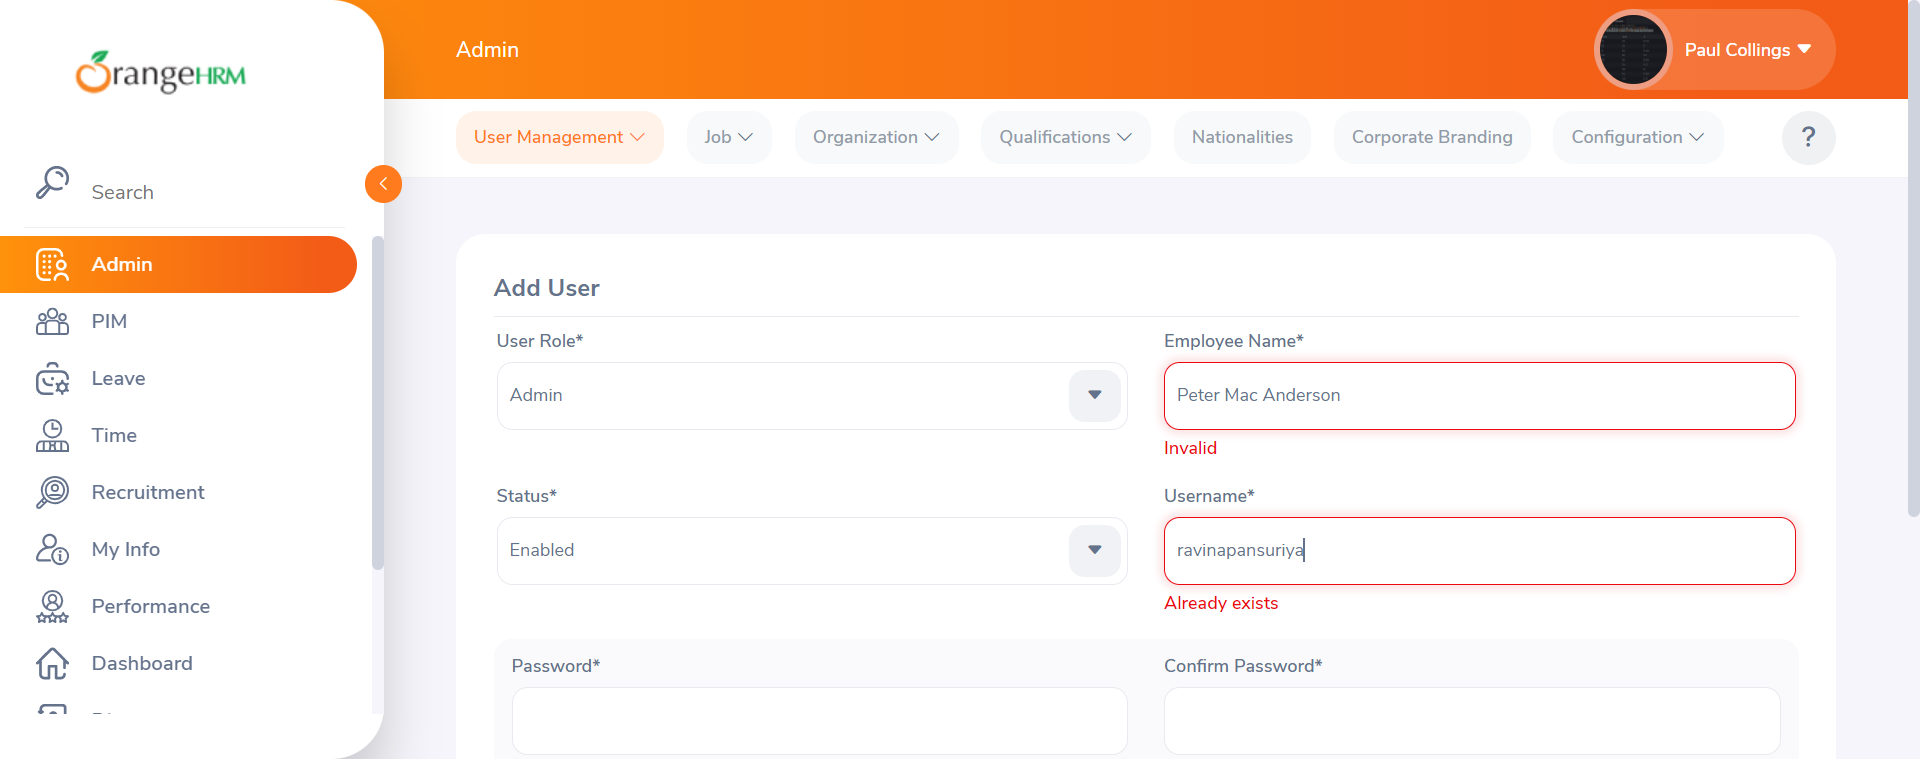 OrangeHRM
Admin
Paul Collings
User Management
Job
Organization
Qualifications
Nationalities
Corporate Branding
Configuration
?
Search
Admin
PIM
Leave
Time
Recruitment
My Info
Performance
Dashboard
Add User
User Role*
Employee Name*
Admin
Peter Mac Anderson
Invalid
Status*
Username*
Enabled
ravinapansuriya
Already exists
Password*
Confirm Password*